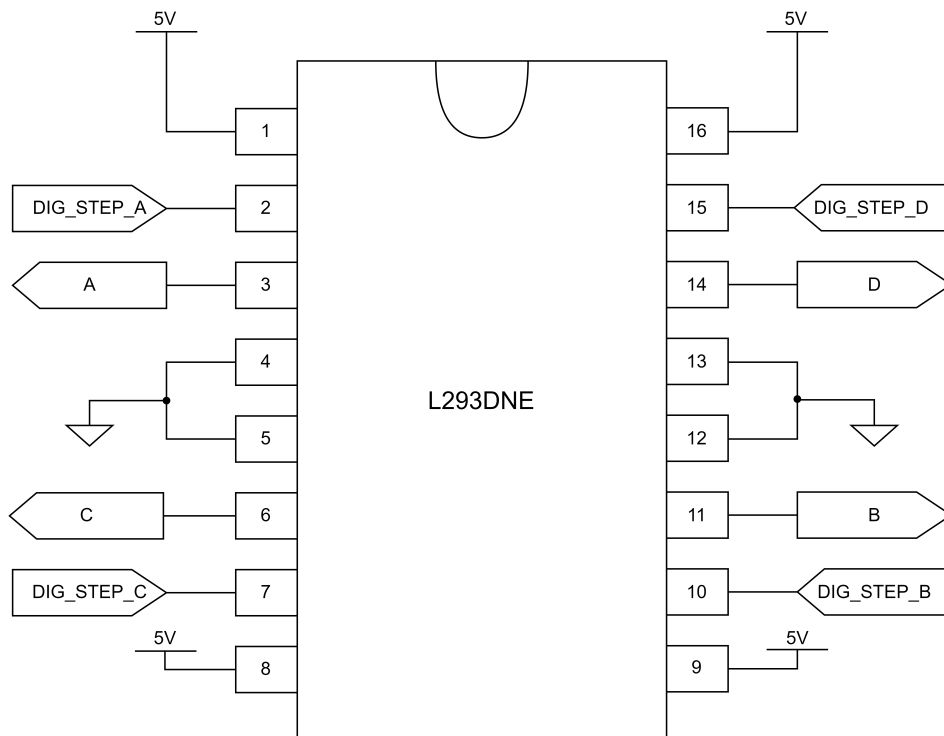 5V
5V
1
16
DIG_STEP_A
2
15
DIG_STEP_D
A
3
14
D
4
13
L293DNE
5
12
C
6
11
B
DIG_STEP_C
7
10
DIG_STEP_B
5V
8
9
5V